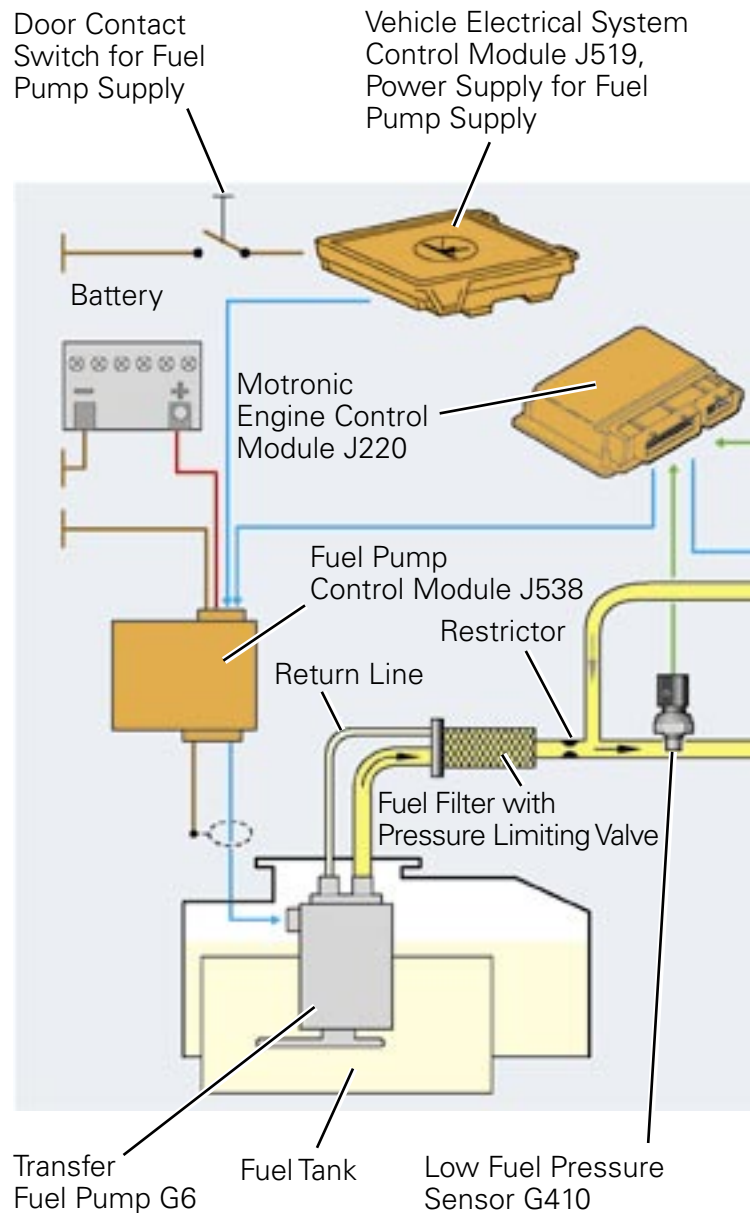 Door Contact
Switch for Fuel
Pump Supply
Vehicle Electrical System
Control Module J519,
Power Supply for Fuel
Pump Supply
Battery
Motronic
Engine Control
Module J220
Fuel Pump
Control Module J538
Restrictor
Return Line
Fuel Filter with
Pressure Limiting Valve
Transfer
Fuel Pump G6
Fuel Tank
Low Fuel Pressure
Sensor G410